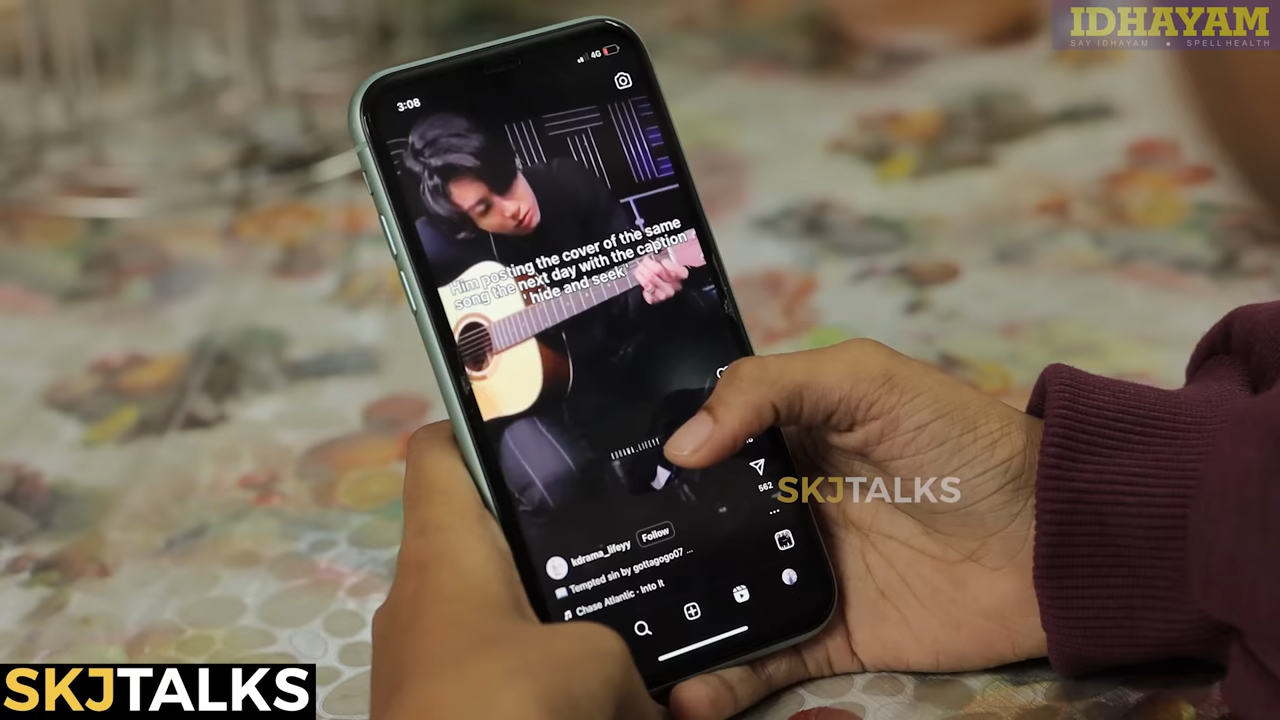 IDHAYAM
SAY IDHAYAM • SPELL HEALTH
3:08
4G
Him posting the cover of the same
song the next day with the caption
'hide and seek'
KDRAMA_LIFEYY
562
SKJTALKS
kdrama_lifeyy
Follow
Tempted sin by gottagogo07 ...
Chase Atlantic · Into It
SKJTALKS